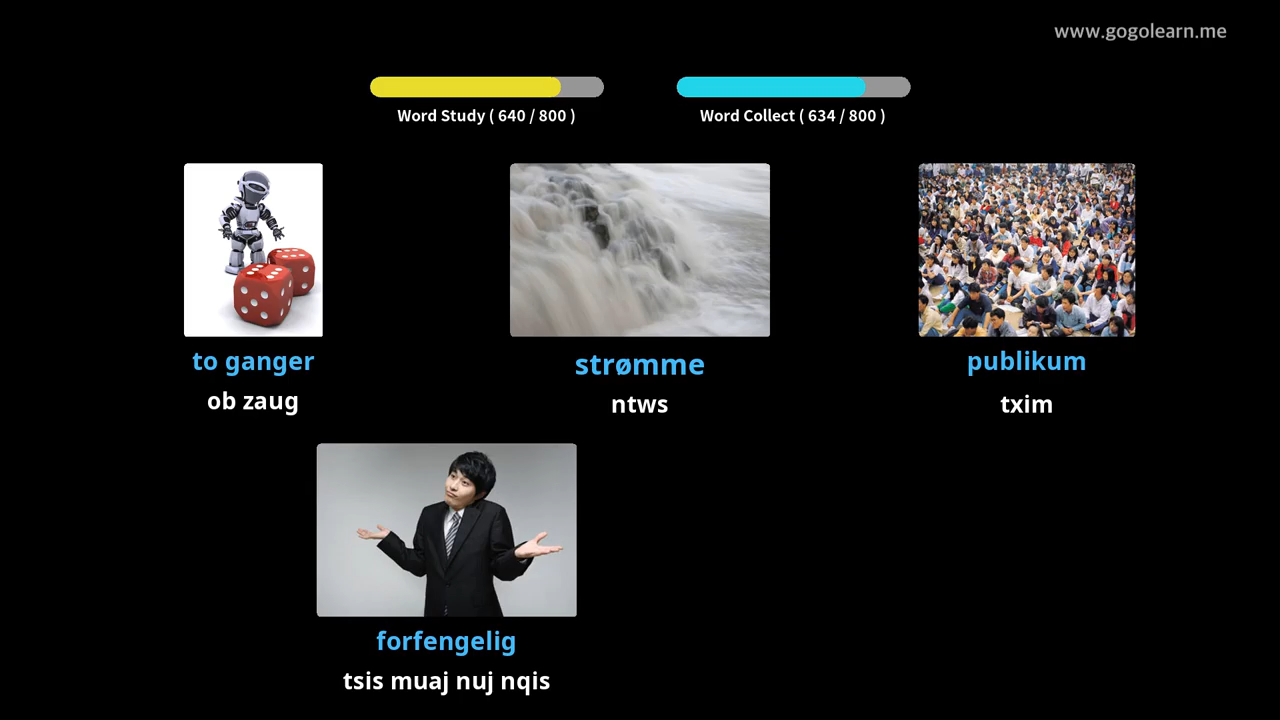 www.gogolearn.me
Word Study ( 640 / 800 )
Word Collect ( 634 / 800 )
to ganger
ob zaug
strømme
ntws
publikum
txim
forfengelig
tsis muaj nuj nqis